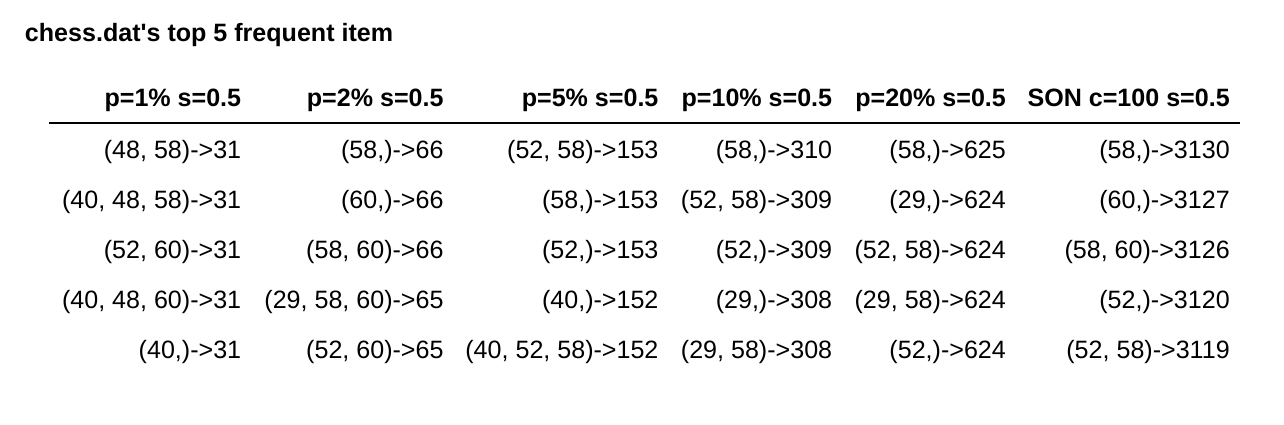 chess.dat's top 5 frequent item
p=1% s=0.5 p=2% s=0.5 p=5% s=0.5 p=10% s=0.5 p=20% s=0.5 SON c=100 s=0.5
(48, 58)->31 (58,)->66 (52, 58)->153 (58,)->310 (58,)->625 (58,)->3130
(40, 48, 58)->31 (60,)->66 (58,)->153 (52, 58)->309 (29,)->624 (60,)->3127
(52, 60)->31 (58, 60)->66 (52,)->153 (52,)->309 (52, 58)->624 (58, 60)->3126
(40, 48, 60)->31 (29, 58, 60)->65 (40,)->152 (29,)->308 (29, 58)->624 (52,)->3120
(40,)->31 (52, 60)->65 (40, 52, 58)->152 (29, 58)->308 (52,)->624 (52, 58)->3119